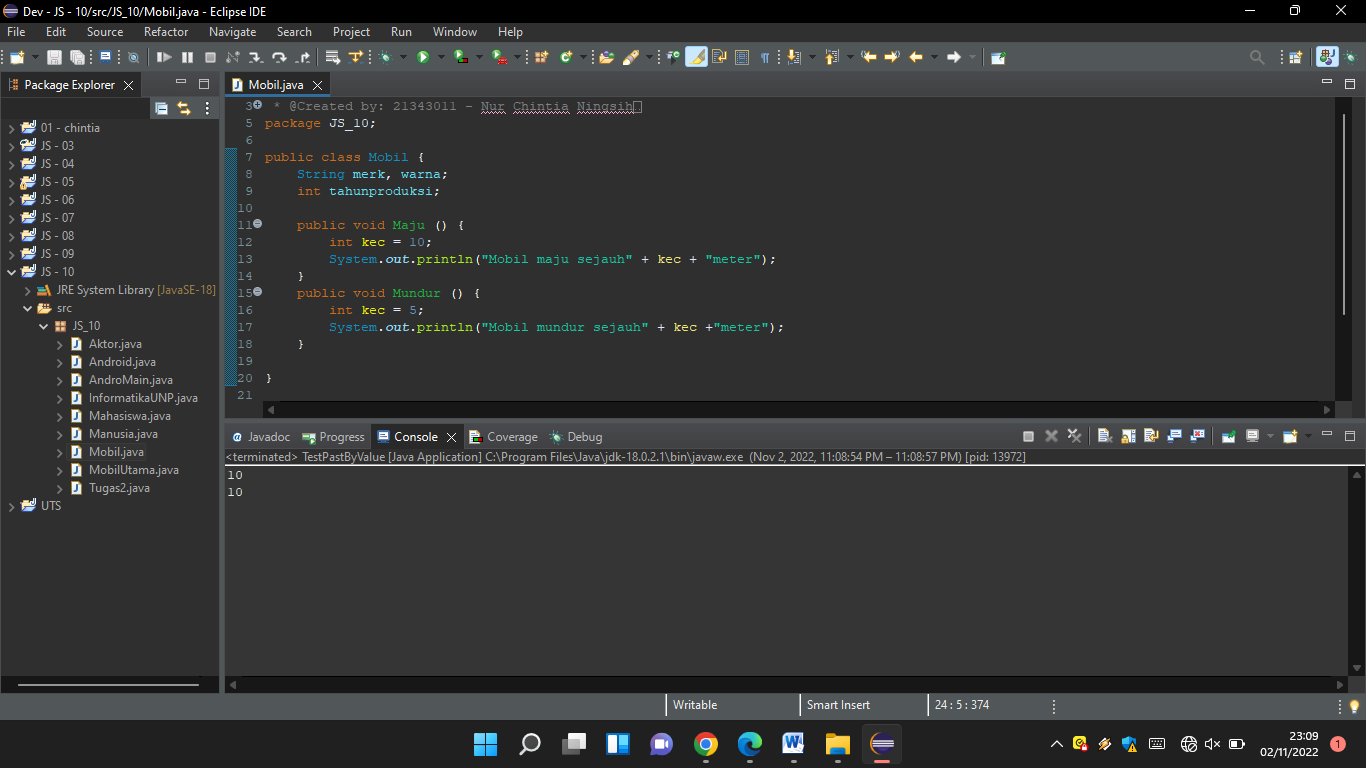 Dev - JS - 10/src/JS_10/Mobil.java - Eclipse IDE
File Edit Source Refactor Navigate Search Project Run Window Help
Package Explorer
01 - chintia
JS - 03
JS - 04
JS - 05
JS - 06
JS - 07
JS - 08
JS - 09
JS - 10
JRE System Library [JavaSE-18]
src
JS_10
Aktor.java
Android.java
AndroMain.java
InformatikaUNP.java
Mahasiswa.java
Manusia.java
Mobil.java
MobilUtama.java
Tugas2.java
UTS
Mobil.java
3 * @Created by: 21343011 - Nur Chintia Ningsih
5 package JS_10;
6
7 public class Mobil {
8 String merk, warna;
9 int tahunproduksi;
10
11 public void Maju () {
12 int kec = 10;
13 System.out.println("Mobil maju sejauh" + kec + "meter");
14 }
15 public void Mundur () {
16 int kec = 5;
17 System.out.println("Mobil mundur sejauh" + kec +"meter");
18 }
19
20 }
21
Javadoc Progress Console Coverage Debug
<terminated> TestPastByValue [Java Application] C:\Program Files\Java\jdk-18.0.2.1\bin\javaw.exe (Nov 2, 2022, 11:08:54 PM – 11:08:57 PM) [pid: 13972]
10
10
Writable Smart Insert 24 : 5 : 374
23:09
02/11/2022
1